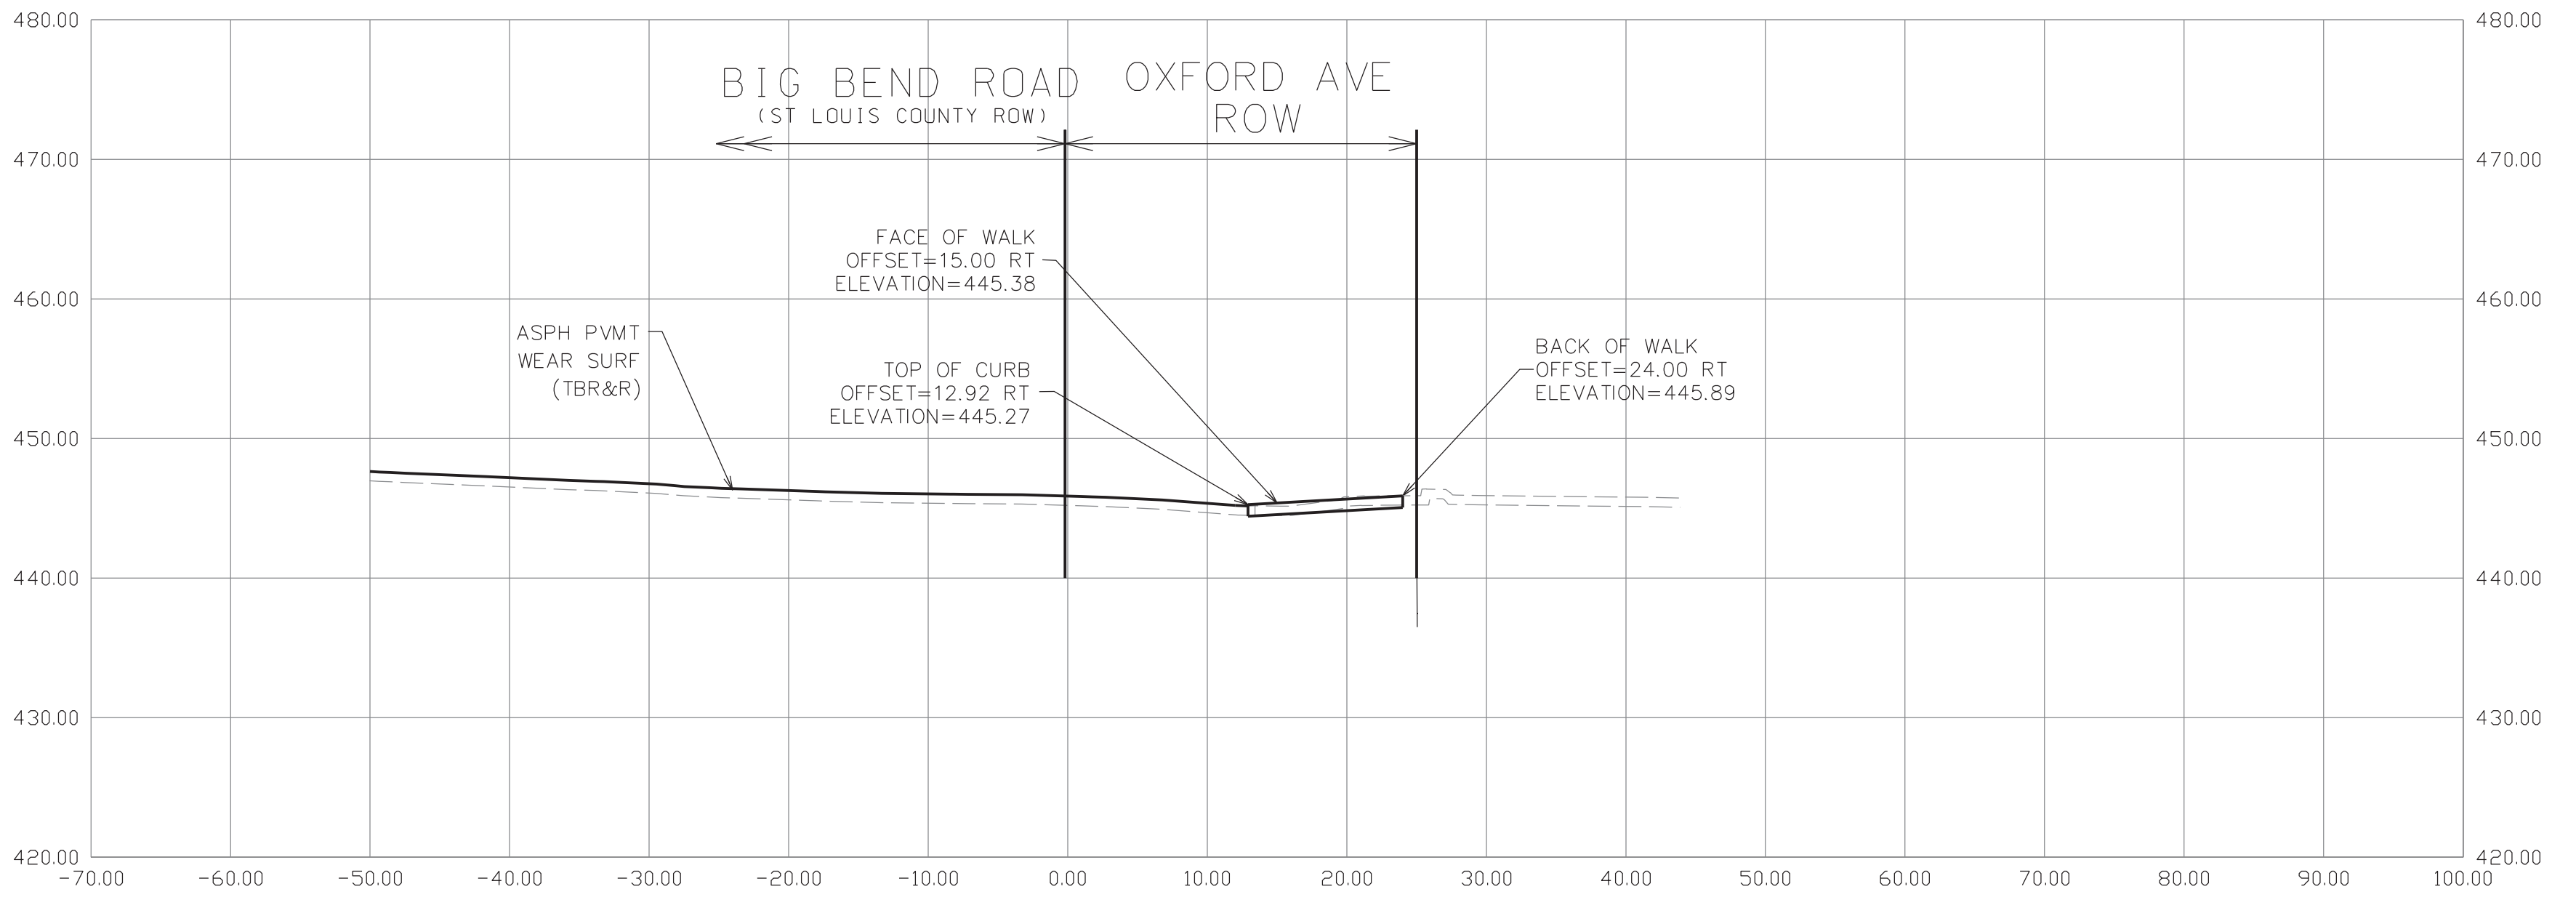 480.00
480.00
BIG BEND ROAD
(ST LOUIS COUNTY ROW)
OXFORD AVE
ROW
470.00
470.00
FACE OF WALK
OFFSET=15.00 RT
ELEVATION=445.38
460.00
460.00
ASPH PVMT
WEAR SURF
(TBR&R)
TOP OF CURB
OFFSET=12.92 RT
ELEVATION=445.27
BACK OF WALK
OFFSET=24.00 RT
ELEVATION=445.89
450.00
450.00
440.00
440.00
430.00
430.00
420.00
420.00
-70.00 -60.00 -50.00 -40.00 -30.00 -20.00 -10.00 0.00 10.00 20.00 30.00 40.00 50.00 60.00 70.00 80.00 90.00 100.00